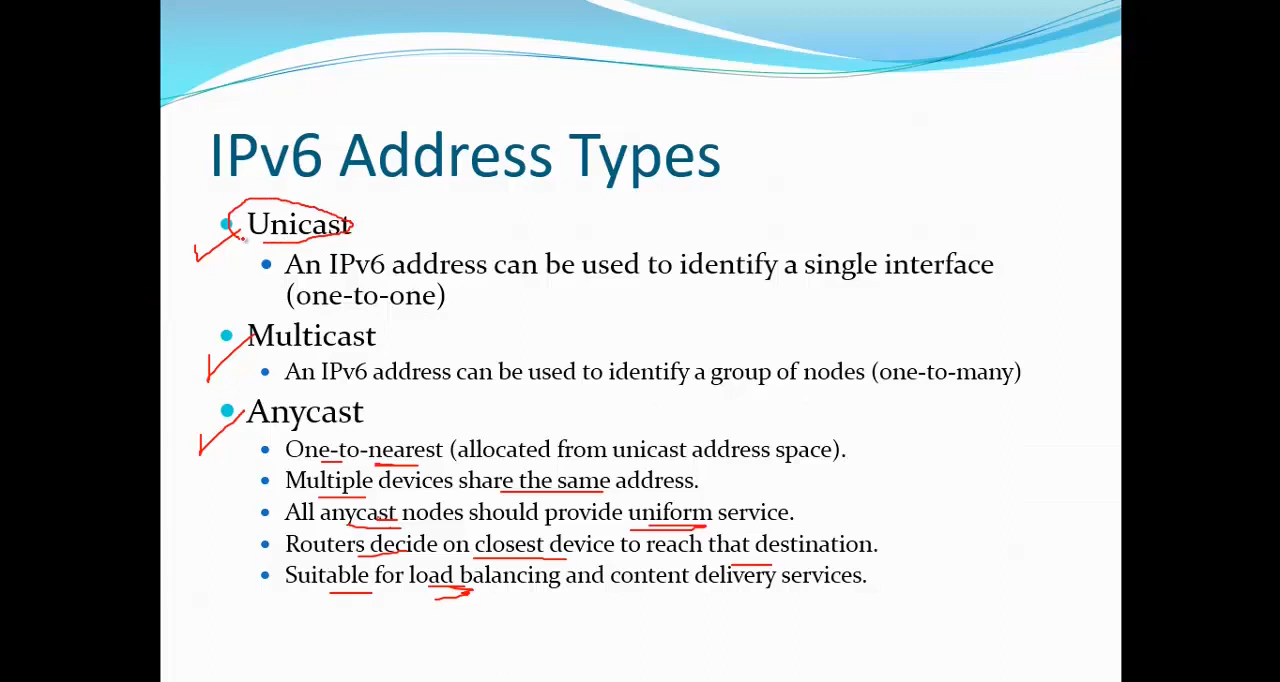 IPv6 Address Types
Unicast
An IPv6 address can be used to identify a single interface
(one-to-one)
Multicast
An IPv6 address can be used to identify a group of nodes (one-to-many)
Anycast
One-to-nearest (allocated from unicast address space).
Multiple devices share the same address.
All anycast nodes should provide uniform service.
Routers decide on closest device to reach that destination.
Suitable for load balancing and content delivery services.